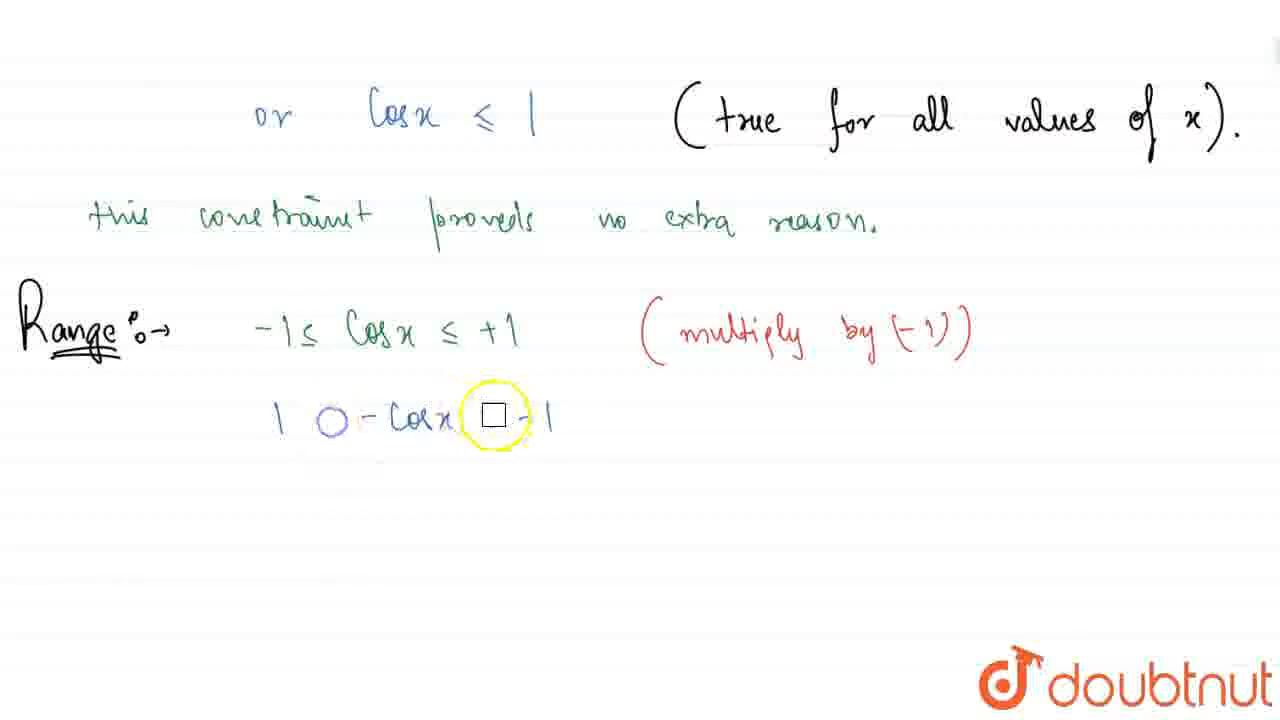 or Cosx ≤ 1 (true for all values of x).
this constraint proveds no extra reason.
Range:→ -1 ≤ Cosx ≤ +1 (multiply by (-1))
1 -Cosx -1
doubtnut